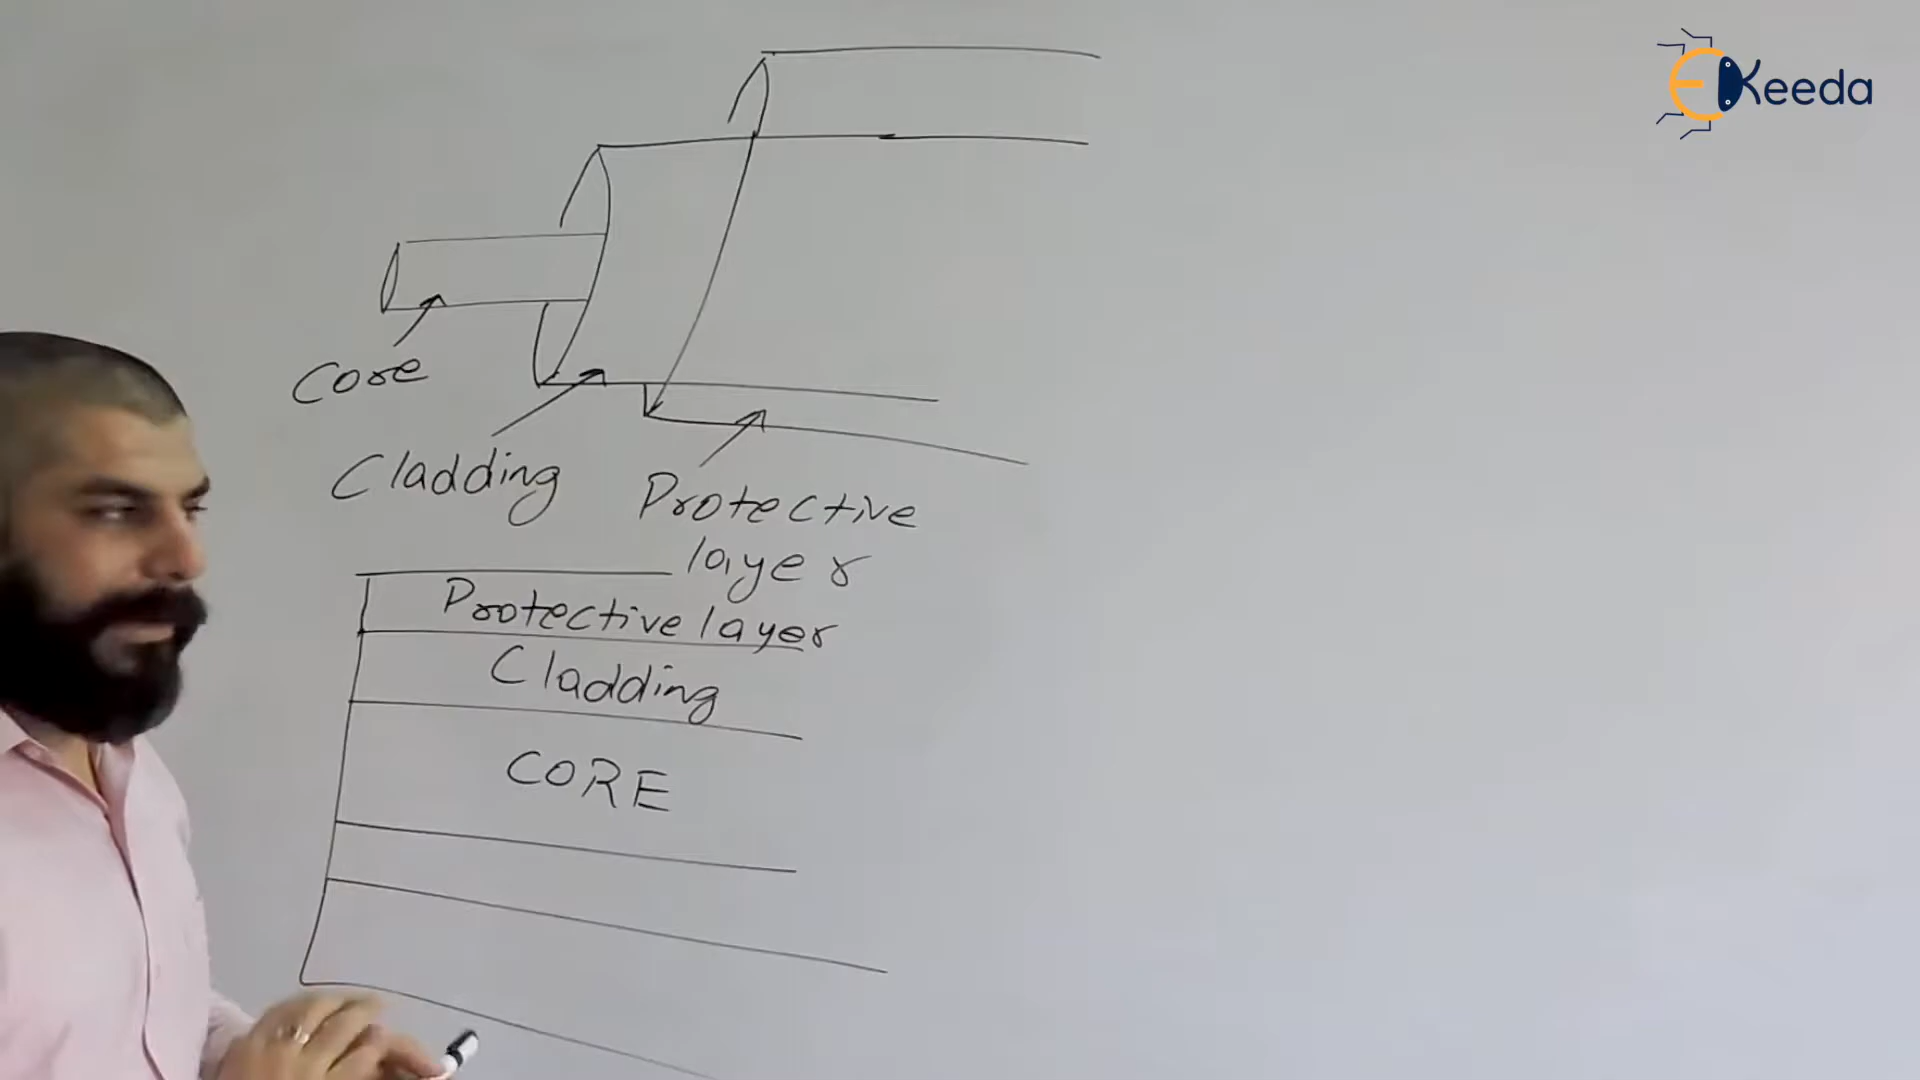 EKeeda
Core
Cladding
Protective
layer
Protective layer
Cladding
CORE